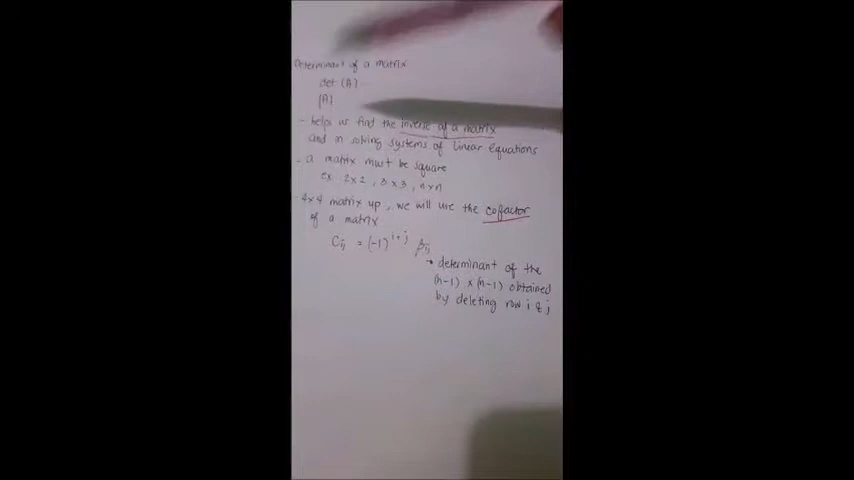 Determinant of a matrix
det (A)
|A|
- helps us find the inverse of a matrix
and in solving systems of linear equations
- a matrix must be square
ex 2x2, 3x3, nxn
- 4x4 matrix up, we will use the cofactor
of a matrix
Cij = (-1)^i+j βij
→ determinant of the
(n-1) x (n-1) obtained
by deleting row i & j